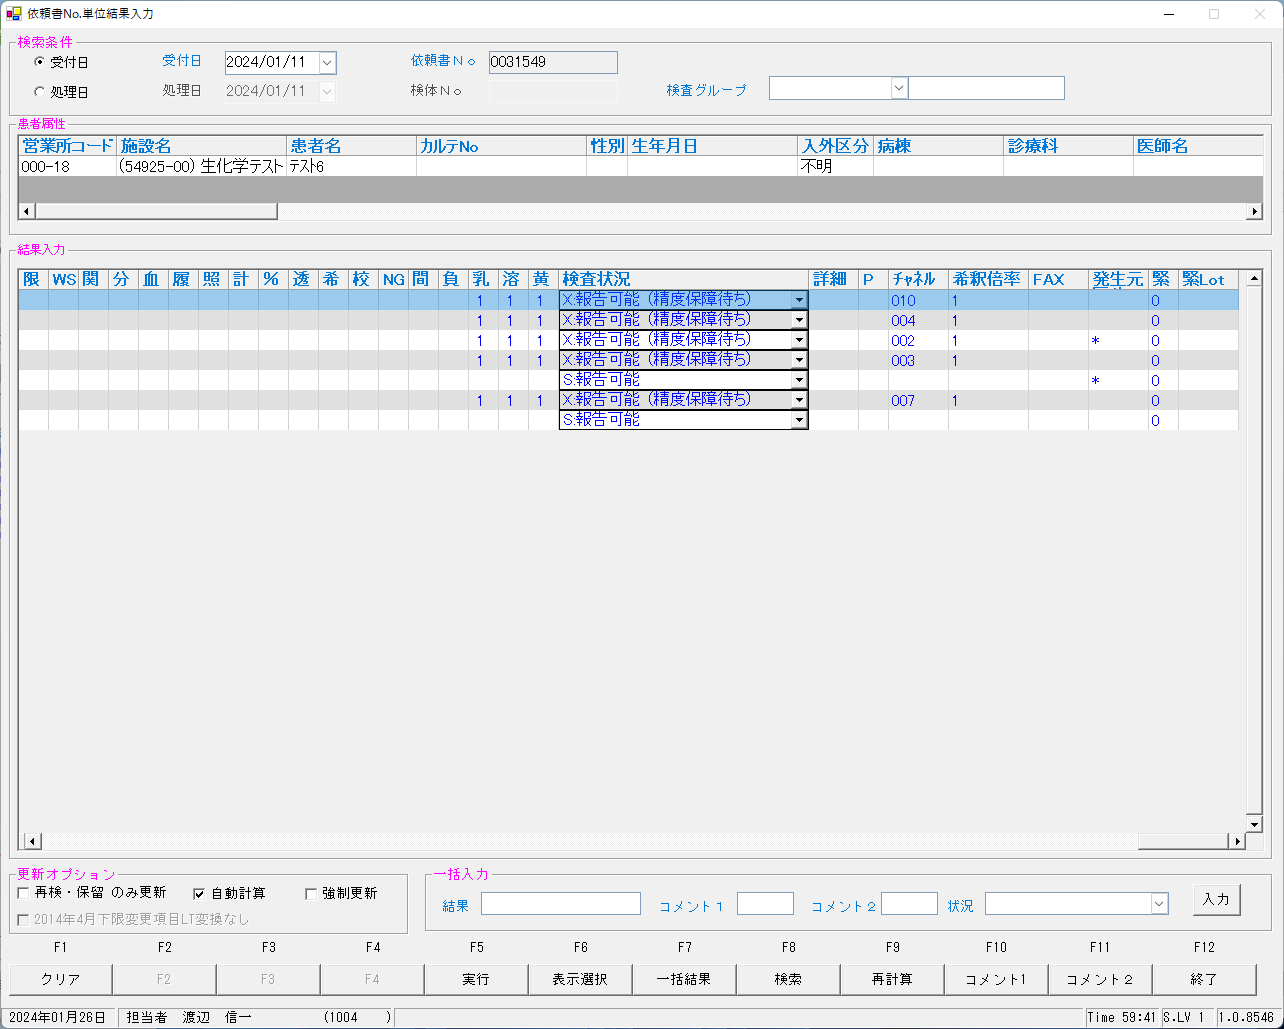 依頼書No.単位結果入力
検索条件
受付日 受付日 2024/01/11 依頼書Ｎｏ 0031549
処理日 処理日 2024/01/11 検体Ｎｏ 検査グループ
患者属性
営業所コード 施設名 患者名 カルテNo 性別 生年月日 入外区分 病棟 診療科 医師名
000-18 (54925-00) 生化学テスト ﾃｽﾄ6 不明
結果入力
限 WS 関 分 血 履 照 計 % 透 希 校 NG 間 負 乳 溶 黄 検査状況 詳細 P ﾁｬﾈﾙ 希釈倍率 FAX 発生元 緊 緊Lot
1 1 1 X:報告可能（精度保障待ち） 010 1 0
1 1 1 X:報告可能（精度保障待ち） 004 1 0
1 1 1 X:報告可能（精度保障待ち） 002 1 * 0
1 1 1 X:報告可能（精度保障待ち） 003 1 0
S:報告可能 * 0
1 1 1 X:報告可能（精度保障待ち） 007 1 0
S:報告可能 0
更新オプション
再検・保留 のみ更新 自動計算 強制更新
2014年4月下限変更項目LT変換なし
一括入力
結果 コメント１ コメント２ 状況 入力
F1 F2 F3 F4 F5 F6 F7 F8 F9 F10 F11 F12
クリア F2 F3 F4 実行 表示選択 一括結果 検索 再計算 コメント1 コメント２ 終了
2024年01月26日 担当者 渡辺 信一 (1004 ) Time 59:41 S.LV 1 1.0.8546